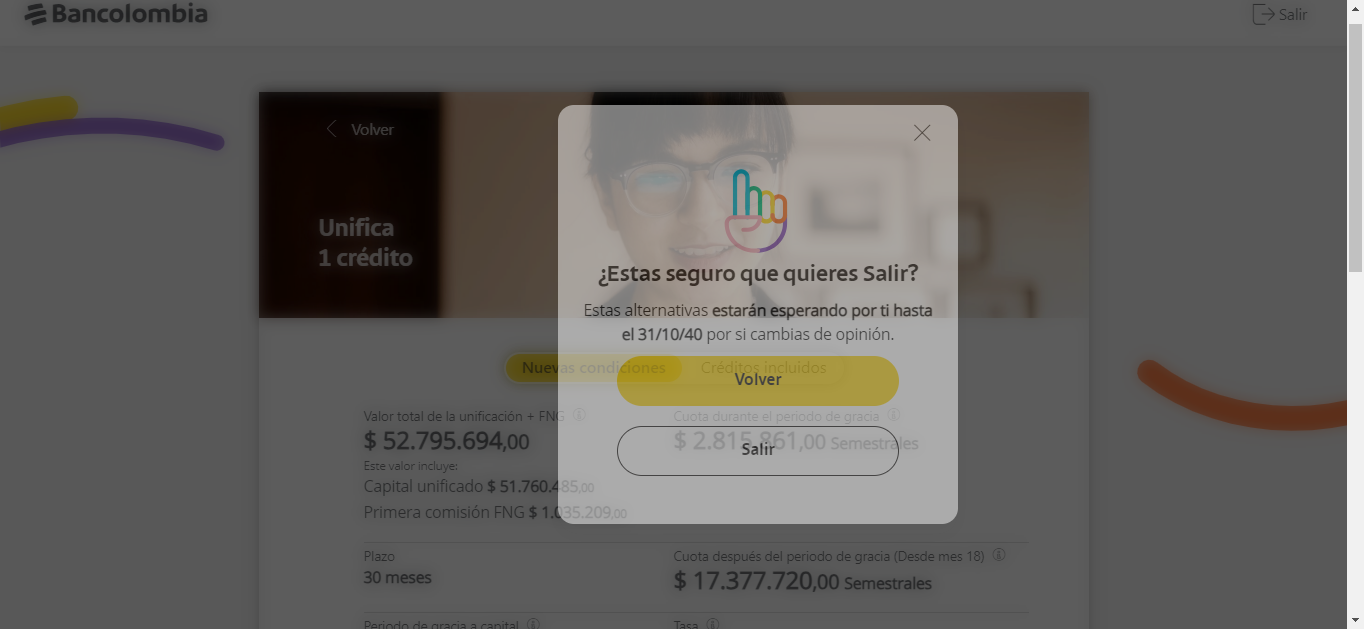 Bancolombia
Salir
Volver
Unifica
1 crédito
¿Estas seguro que quieres Salir?
Estas alternativas estarán esperando por ti hasta
el 31/10/40 por si cambias de opinión.
Nuevas condiciones
Créditos incluidos
Volver
Valor total de la unificación + FNG
$ 52.795.694,00
Cuota durante el periodo de gracia
$ 2.815.861,00 Semestrales
Salir
Este valor incluye:
Capital unificado $ 51.760.485,00
Primera comisión FNG $ 1.035.209,00
Plazo
30 meses
Cuota después del periodo de gracia (Desde mes 18)
$ 17.377.720,00 Semestrales
Periodo de gracia a capital
Tasa